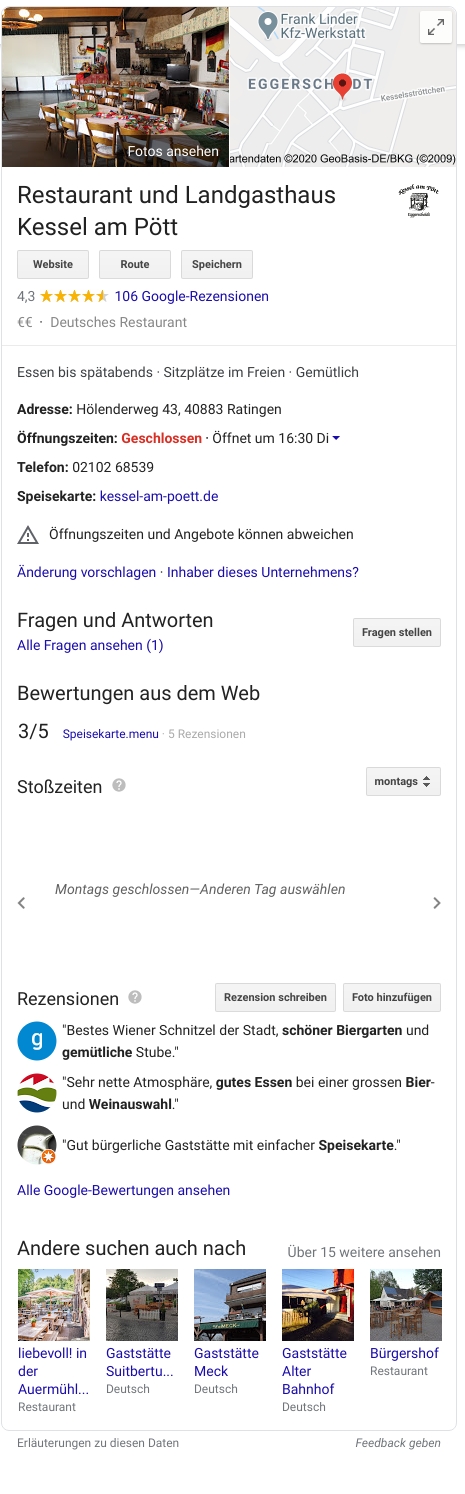 Frank Linder
Kfz-Werkstatt
EGGERSCH DT
Kesselsströttchen
Fotos ansehen
artendaten ©2020 GeoBasis-DE/BKG (©2009)
Restaurant und Landgasthaus
Kessel am Pött
Kessel am Pött
Eggerscheidt
Website
Route
Speichern
4,3 106 Google-Rezensionen
€€ · Deutsches Restaurant
Essen bis spätabends · Sitzplätze im Freien · Gemütlich
Adresse: Hölenderweg 43, 40883 Ratingen
Öffnungszeiten: Geschlossen · Öffnet um 16:30 Di
Telefon: 02102 68539
Speisekarte: kessel-am-poett.de
Öffnungszeiten und Angebote können abweichen
Änderung vorschlagen · Inhaber dieses Unternehmens?
Fragen und Antworten
Alle Fragen ansehen (1)
Fragen stellen
Bewertungen aus dem Web
3/5 Speisekarte.menu · 5 Rezensionen
Stoßzeiten ?
montags
Montags geschlossen—Anderen Tag auswählen
Rezensionen ?
Rezension schreiben
Foto hinzufügen
g
"Bestes Wiener Schnitzel der Stadt, schöner Biergarten und
gemütliche Stube."
"Sehr nette Atmosphäre, gutes Essen bei einer grossen Bier-
und Weinauswahl."
"Gut bürgerliche Gaststätte mit einfacher Speisekarte."
Alle Google-Bewertungen ansehen
Andere suchen auch nach
Über 15 weitere ansehen
liebevoll! in
der
Auermühl...
Restaurant
Gaststätte
Suitbertu...
Deutsch
MECK
Gaststätte
Meck
Deutsch
Gaststätte
Alter
Bahnhof
Deutsch
Bürgershof
Restaurant
Erläuterungen zu diesen Daten
Feedback geben